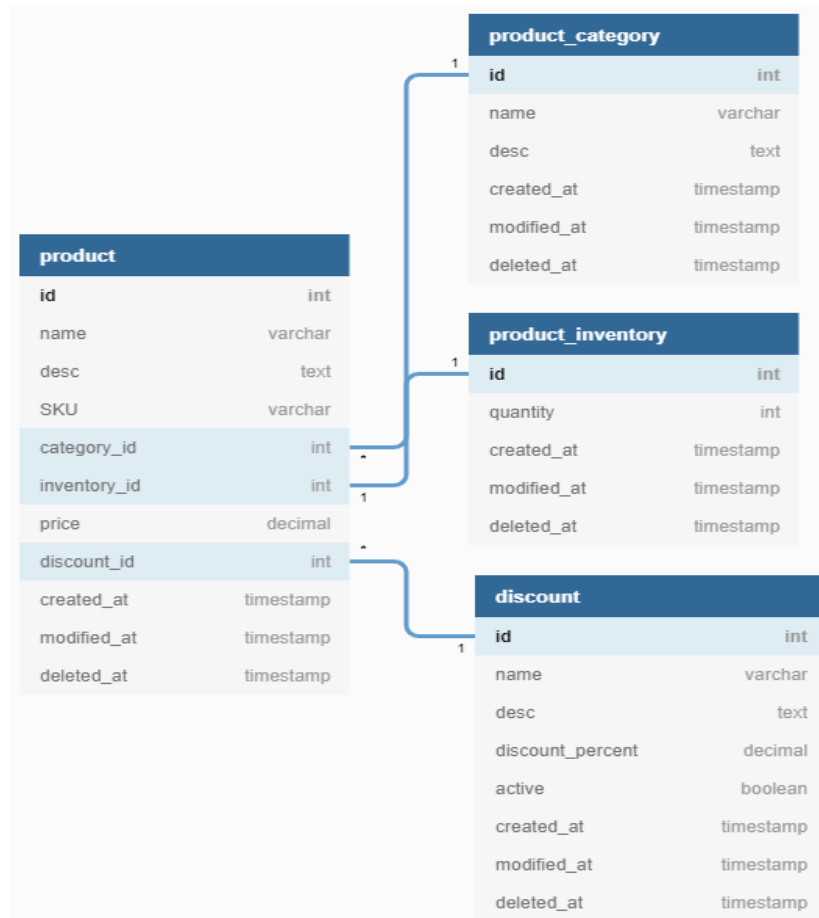 product_category
1
id int
name varchar
desc text
created_at timestamp
modified_at timestamp
deleted_at timestamp
product
id int
name varchar
desc text
SKU varchar
category_id int
*
inventory_id int
1
price decimal
discount_id int
*
created_at timestamp
modified_at timestamp
deleted_at timestamp
product_inventory
1
id int
quantity int
created_at timestamp
modified_at timestamp
deleted_at timestamp
discount
1
id int
name varchar
desc text
discount_percent decimal
active boolean
created_at timestamp
modified_at timestamp
deleted_at timestamp